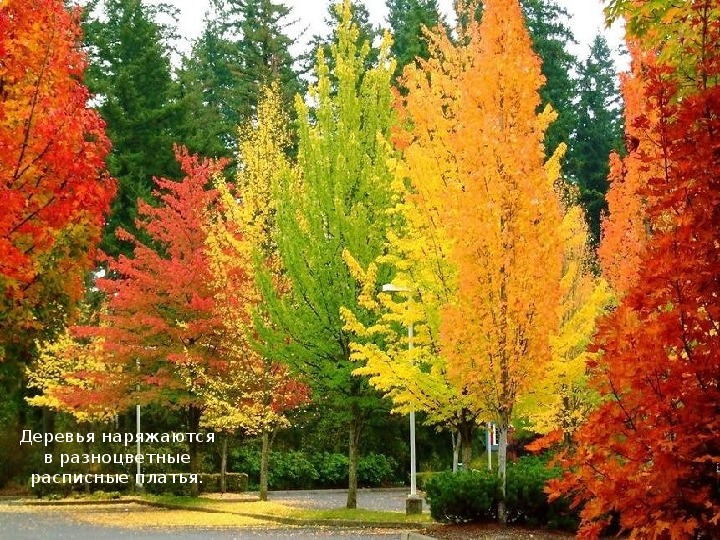 Деревья наряжаются
в разноцветные
расписные платья.